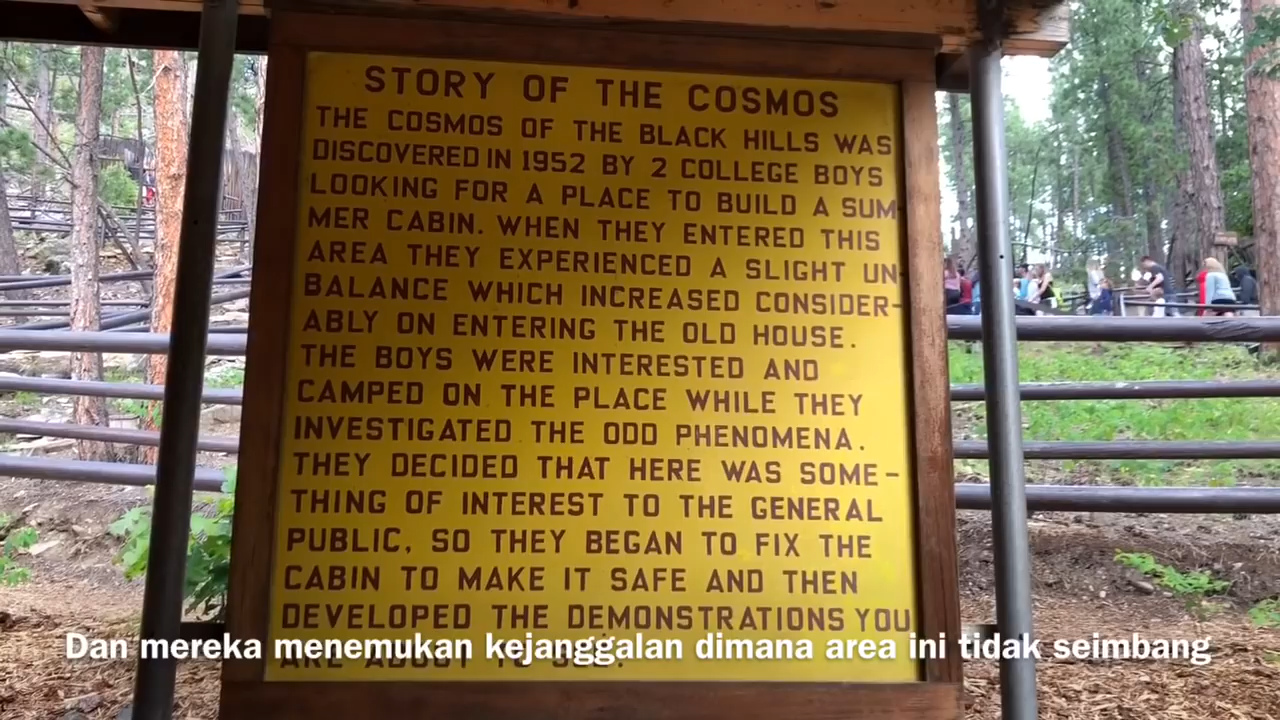 STORY OF THE COSMOS
THE COSMOS OF THE BLACK HILLS WAS
DISCOVERED IN 1952 BY 2 COLLEGE BOYS
LOOKING FOR A PLACE TO BUILD A SUM-
MER CABIN. WHEN THEY ENTERED THIS
AREA THEY EXPERIENCED A SLIGHT UN-
BALANCE WHICH INCREASED CONSIDER-
ABLY ON ENTERING THE OLD HOUSE.
THE BOYS WERE INTERESTED AND
CAMPED ON THE PLACE WHILE THEY
INVESTIGATED THE ODD PHENOMENA.
THEY DECIDED THAT HERE WAS SOME-
THING OF INTEREST TO THE GENERAL
PUBLIC, SO THEY BEGAN TO FIX THE
CABIN TO MAKE IT SAFE AND THEN
DEVELOPED THE DEMONSTRATIONS YOU
ARE ABOUT TO SEE.
Dan mereka menemukan kejanggalan dimana area ini tidak seimbang